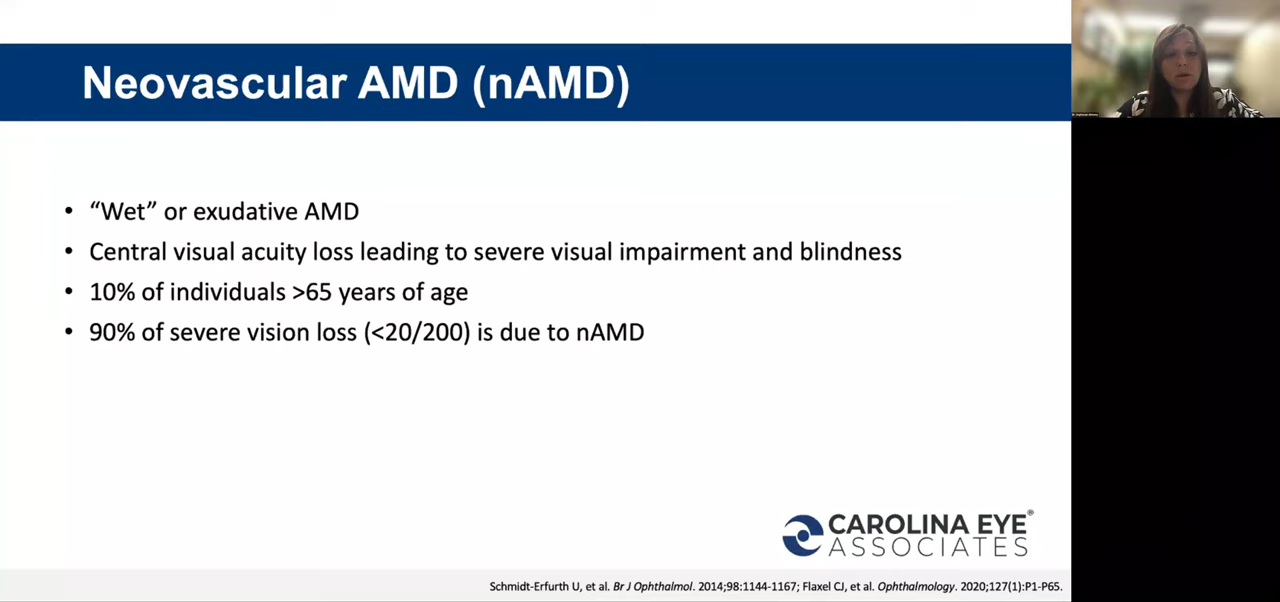 Neovascular AMD (nAMD)
• “Wet” or exudative AMD
• Central visual acuity loss leading to severe visual impairment and blindness
• 10% of individuals >65 years of age
• 90% of severe vision loss (<20/200) is due to nAMD
CAROLINA EYE®
ASSOCIATES
Schmidt-Erfurth U, et al. Br J Ophthalmol. 2014;98:1144-1167; Flaxel CJ, et al. Ophthalmology. 2020;127(1):P1-P65.